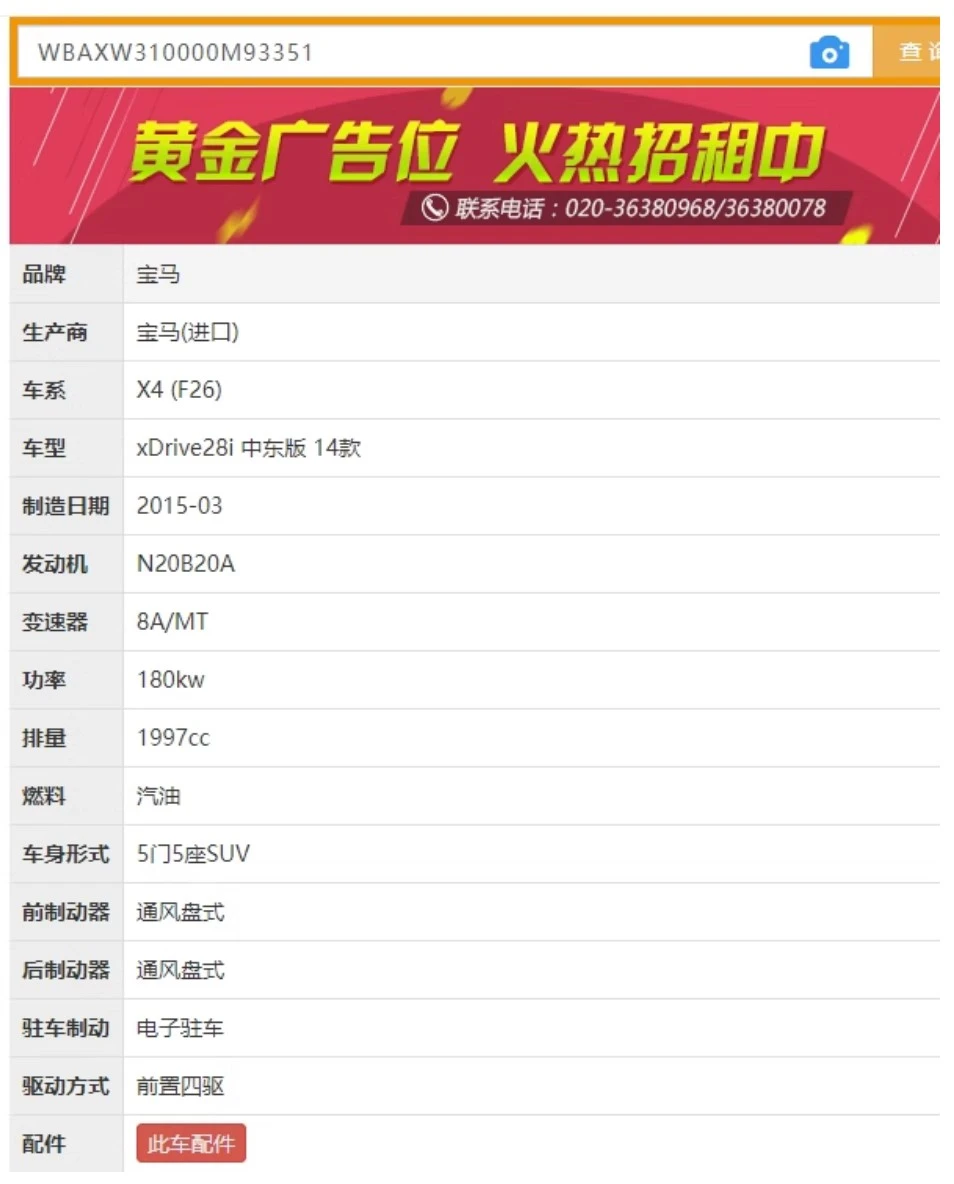 WBAXW310000M93351
查询
黄金广告位 火热招租中
联系电话：020-36380968/36380078
品牌 宝马
生产商 宝马(进口)
车系 X4 (F26)
车型 xDrive28i 中东版 14款
制造日期 2015-03
发动机 N20B20A
变速器 8A/MT
功率 180kw
排量 1997cc
燃料 汽油
车身形式 5门5座SUV
前制动器 通风盘式
后制动器 通风盘式
驻车制动 电子驻车
驱动方式 前置四驱
配件 此车配件